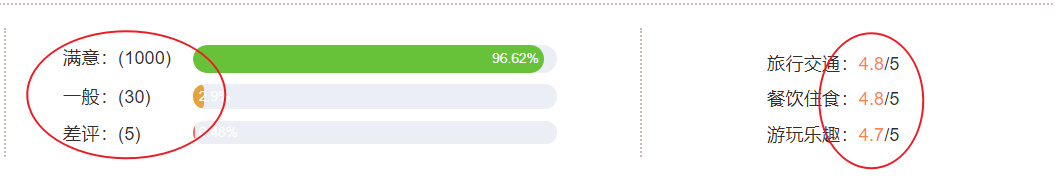 满意：(1000) 96.62%
一般：(30)
差评：(5)
旅行交通：4.8/5
餐饮住食：4.8/5
游玩乐趣：4.7/5